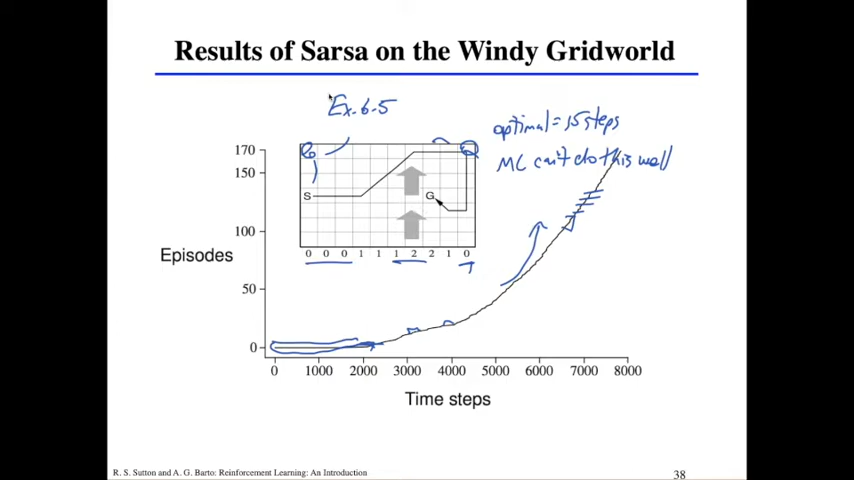 Results of Sarsa on the Windy Gridworld
Ex. 6.5
optimal = 15 steps
MC can't do this well
170
150
100
50
0
Episodes
S
G
0 0 0 1 1 1 2 2 1 0
0 1000 2000 3000 4000 5000 6000 7000 8000
Time steps
R. S. Sutton and A. G. Barto: Reinforcement Learning: An Introduction
38